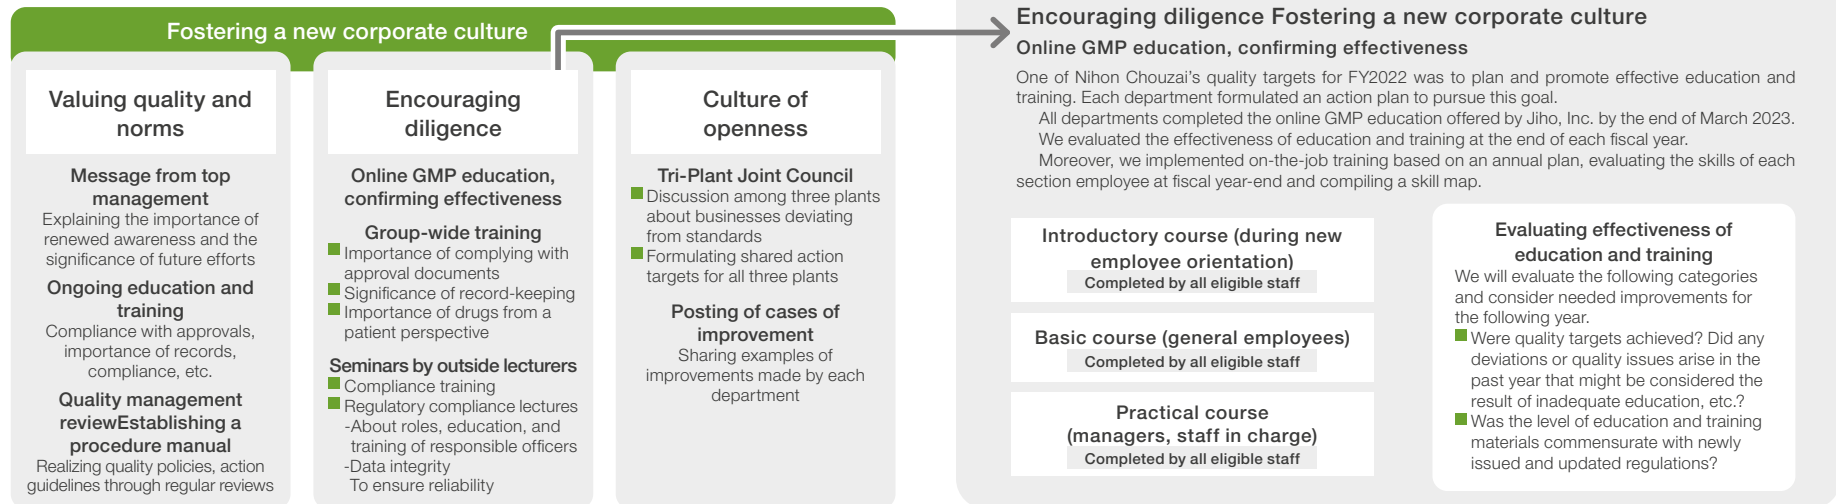 Fostering a new corporate culture
Valuing quality and
norms
Message from top
management
Explaining the importance of
renewed awareness and the
significance of future efforts
Ongoing education and
training
Compliance with approvals,
importance of records,
compliance, etc.
Quality management
reviewEstablishing a
procedure manual
Realizing quality policies, action
guidelines through regular reviews
Encouraging
diligence
Online GMP education,
confirming effectiveness
Group-wide training
Importance of complying with
approval documents
Significance of record-keeping
Importance of drugs from a
patient perspective
Seminars by outside lecturers
Compliance training
Regulatory compliance lectures
-About roles, education, and
training of responsible officers
-Data integrity
To ensure reliability
Culture of
openness
Tri-Plant Joint Council
Discussion among three plants
about businesses deviating
from standards
Formulating shared action
targets for all three plants
Posting of cases of
improvement
Sharing examples of
improvements made by each
department
Encouraging diligence Fostering a new corporate culture
Online GMP education, confirming effectiveness
One of Nihon Chouzai's quality targets for FY2022 was to plan and promote effective education and
training. Each department formulated an action plan to pursue this goal.
All departments completed the online GMP education offered by Jiho, Inc. by the end of March 2023.
We evaluated the effectiveness of education and training at the end of each fiscal year.
Moreover, we implemented on-the-job training based on an annual plan, evaluating the skills of each
section employee at fiscal year-end and compiling a skill map.
Introductory course (during new
employee orientation)
Completed by all eligible staff
Basic course (general employees)
Completed by all eligible staff
Practical course
(managers, staff in charge)
Completed by all eligible staff
Evaluating effectiveness of
education and training
We will evaluate the following categories
and consider needed improvements for
the following year.
Were quality targets achieved? Did any
deviations or quality issues arise in the
past year that might be considered the
result of inadequate education, etc.?
Was the level of education and training
materials commensurate with newly
issued and updated regulations?